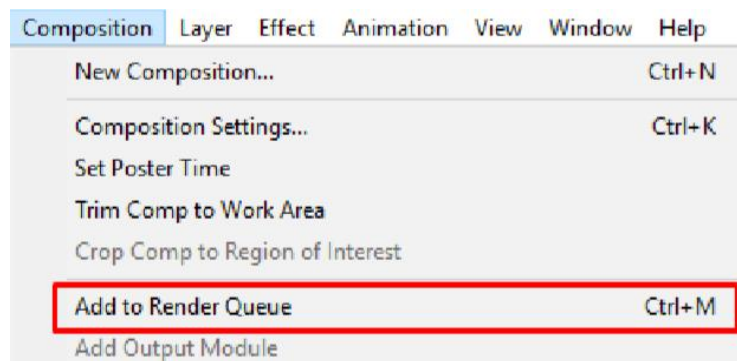 Composition Layer Effect Animation View Window Help
New Composition... Ctrl+N
Composition Settings... Ctrl+K
Set Poster Time
Trim Comp to Work Area
Crop Comp to Region of Interest
Add to Render Queue Ctrl+M
Add Output Module